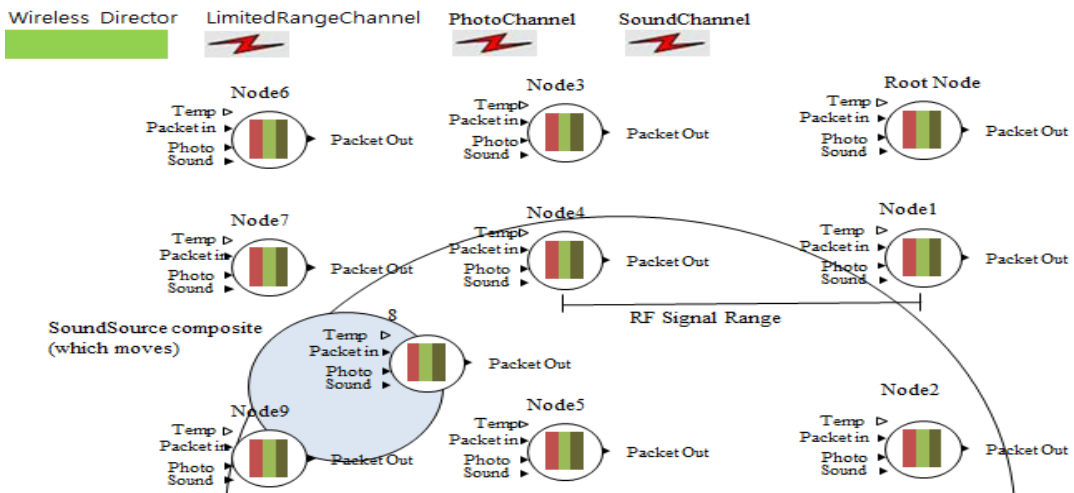 Wireless Director
LimitedRangeChannel
PhotoChannel
SoundChannel
Node6
Temp
Packet in
Photo
Sound
Packet Out
Node3
Temp
Packet in
Photo
Sound
Packet Out
Root Node
Temp
Packet in
Photo
Sound
Packet Out
Node7
Temp
Packet in
Photo
Sound
Packet Out
Node4
Temp
Packet in
Photo
Sound
Packet Out
Node1
Temp
Packet in
Photo
Sound
Packet Out
RF Signal Range
SoundSource composite
(which moves)
8
Temp
Packet in
Photo
Sound
Packet Out
Node9
Temp
Packet in
Photo
Sound
Packet Out
Node5
Temp
Packet in
Photo
Sound
Packet Out
Node2
Temp
Packet in
Photo
Sound
Packet Out